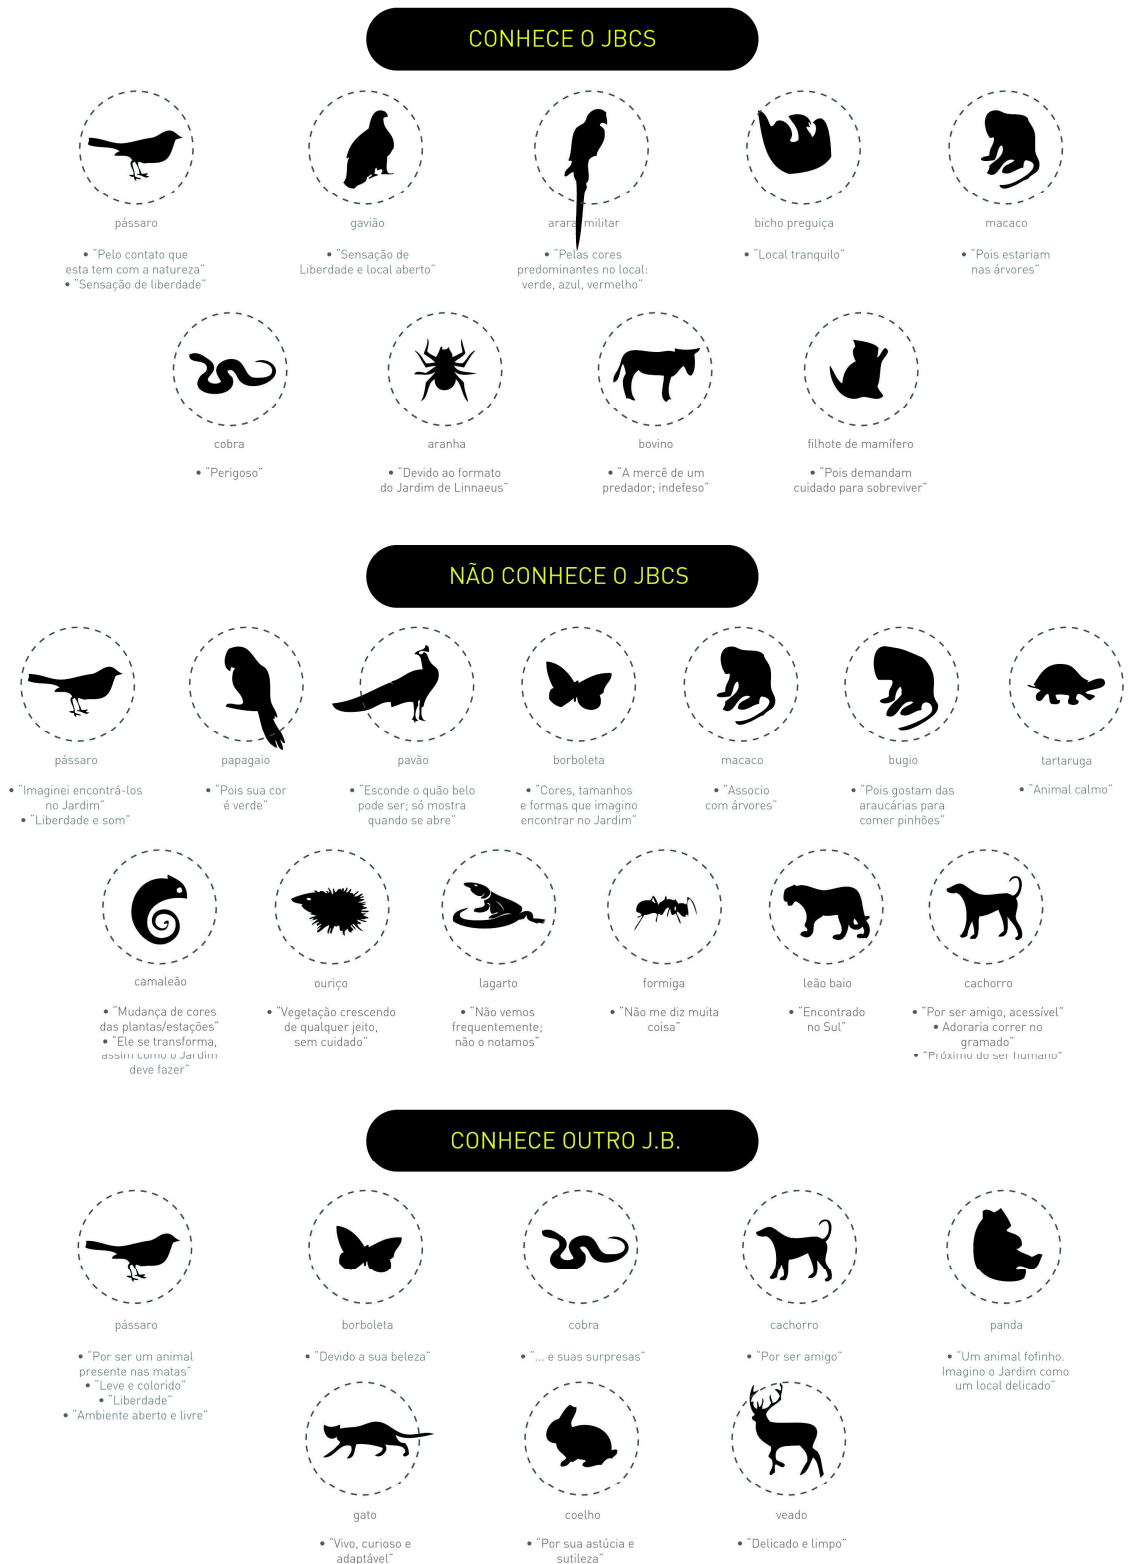 CONHECE O JBCS
pássaro
gavião
arara militar
bicho preguiça
macaco
• "Pelo contato que
esta tem com a natureza"
• "Sensação de liberdade"
• "Sensação de
Liberdade e local aberto"
• "Pelas cores
predominantes no local:
verde, azul, vermelho"
• "Local tranquilo"
• "Pois estariam
nas árvores"
cobra
aranha
bovino
filhote de mamífero
• "Perigoso"
• "Devido ao formato
do Jardim de Linnaeus"
• "A mercê de um
predador; indefeso"
• "Pois demandam
cuidado para sobreviver"
NÃO CONHECE O JBCS
pássaro
papagaio
pavão
borboleta
macaco
bugio
tartaruga
• "Imaginei encontrá-los
no Jardim"
• "Liberdade e som"
• "Pois sua cor
é verde"
• "Esconde o quão belo
pode ser; só mostra
quando se abre"
• "Cores, tamanhos
e formas que imagino
encontrar no Jardim"
• "Associo
com árvores"
• "Pois gostam das
araucárias para
comer pinhões"
• "Animal calmo"
camaleão
ouriço
lagarto
formiga
leão baio
cachorro
• "Mudança de cores
das plantas/estações"
• "Ele se transforma,
assim como o Jardim
deve fazer"
• "Vegetação crescendo
de qualquer jeito,
sem cuidado"
• "Não vemos
frequentemente;
não o notamos"
• "Não me diz muita
coisa"
• "Encontrado
no Sul"
• "Por ser amigo, acessível"
• Adoraria correr no
gramado"
• "Próximo do ser humano"
CONHECE OUTRO J.B.
pássaro
borboleta
cobra
cachorro
panda
• "Por ser um animal
presente nas matas"
• "Leve e colorido"
• "Liberdade"
• "Ambiente aberto e livre"
• "Devido a sua beleza"
• "... e suas surpresas"
• "Por ser amigo"
• "Um animal fofinho.
Imagino o Jardim como
um local delicado"
gato
coelho
veado
• "Vivo, curioso e
adaptável"
• "Por sua astúcia e
sutileza"
• "Delicado e limpo"